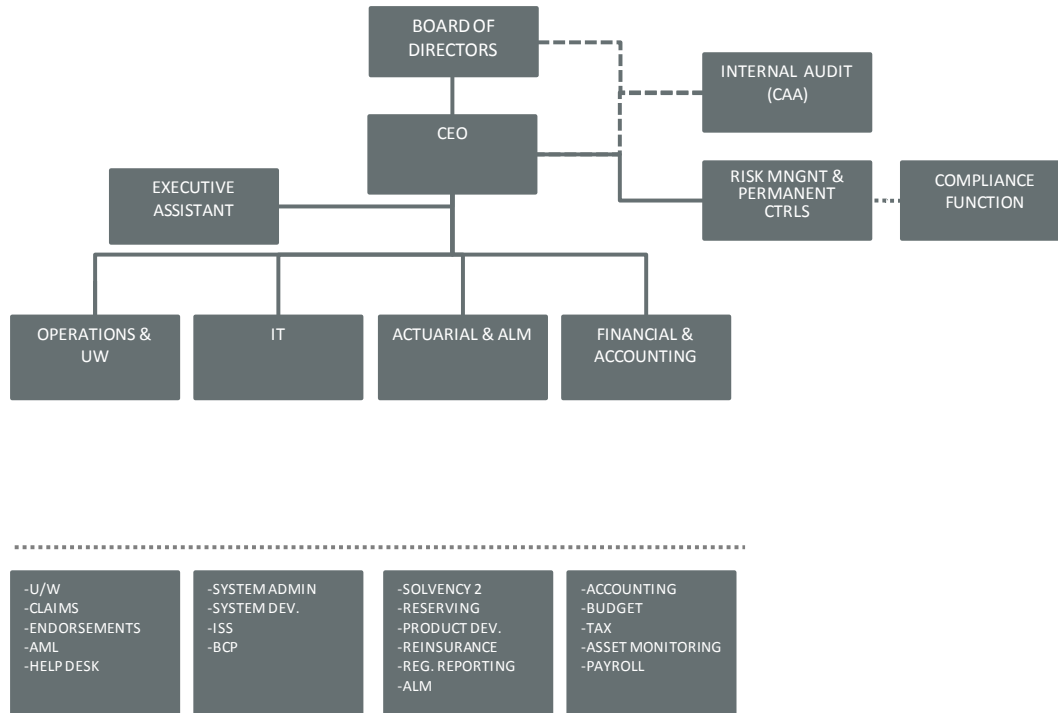 BOARD OF
DIRECTORS
INTERNAL AUDIT
(CAA)
CEO
EXECUTIVE
ASSISTANT
RISK MNGNT &
PERMANENT
CTRLS
COMPLIANCE
FUNCTION
OPERATIONS &
UW
IT
ACTUARIAL & ALM
FINANCIAL &
ACCOUNTING
-U/W
-CLAIMS
-ENDORSEMENTS
-AML
-HELP DESK
-SYSTEM ADMIN
-SYSTEM DEV.
-ISS
-BCP
-SOLVENCY 2
-RESERVING
-PRODUCT DEV.
-REINSURANCE
-REG. REPORTING
-ALM
-ACCOUNTING
-BUDGET
-TAX
-ASSET MONITORING
-PAYROLL